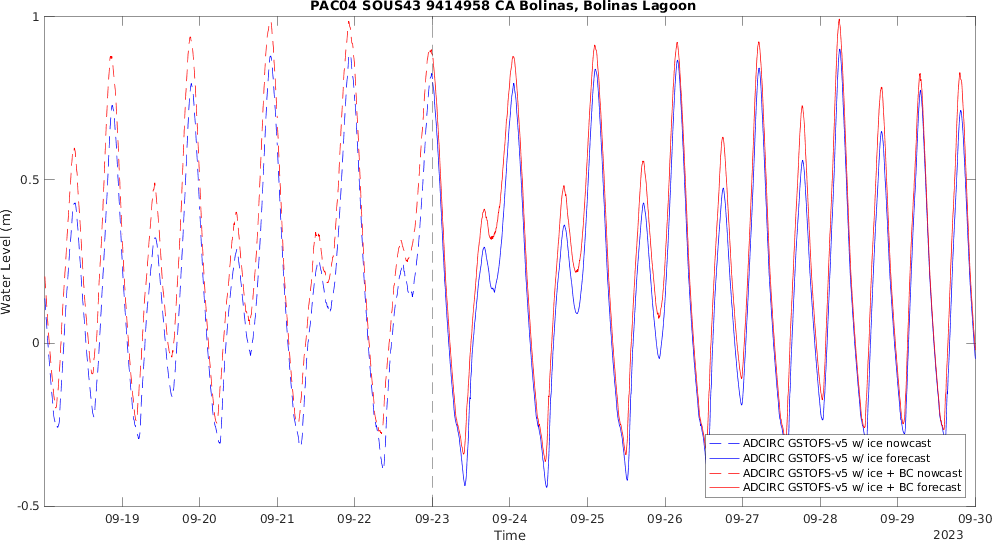 PAC04 SOUS43 9414958 CA Bolinas, Bolinas Lagoon
1
0.5
0
-0.5
Water Level (m)
09-19 09-20 09-21 09-22 09-23 09-24 09-25 09-26 09-27 09-28 09-29 09-30
Time
2023
ADCIRC GSTOFS-v5 w/ ice nowcast
ADCIRC GSTOFS-v5 w/ ice forecast
ADCIRC GSTOFS-v5 w/ ice + BC nowcast
ADCIRC GSTOFS-v5 w/ ice + BC forecast